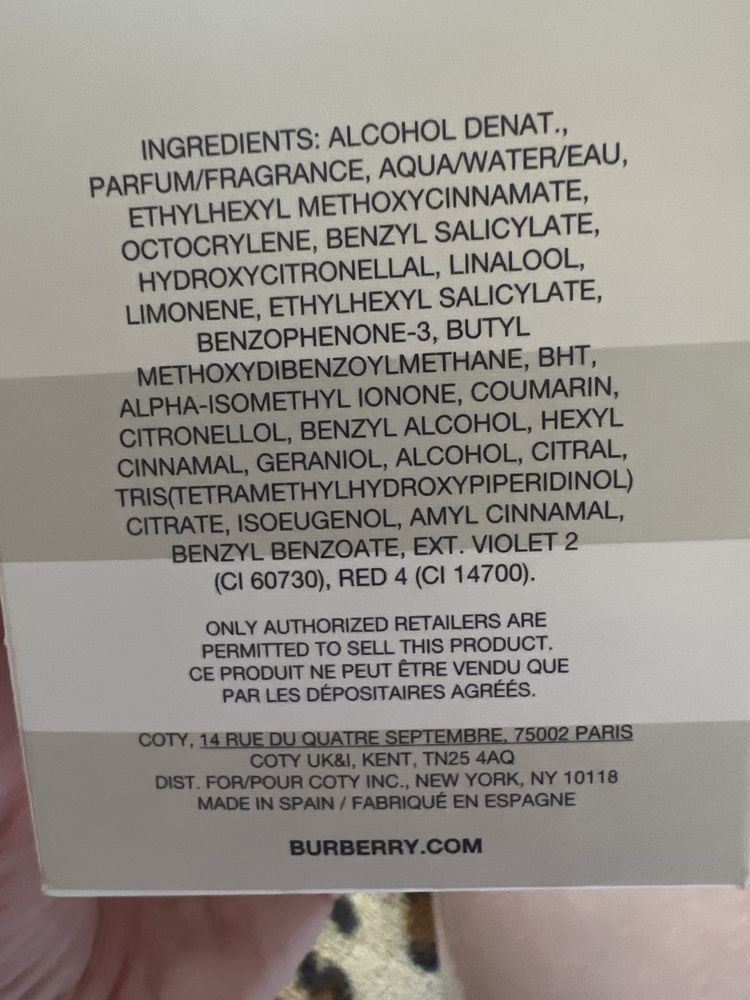 INGREDIENTS: ALCOHOL DENAT.,
PARFUM/FRAGRANCE, AQUA/WATER/EAU,
ETHYLHEXYL METHOXYCINNAMATE,
OCTOCRYLENE, BENZYL SALICYLATE,
HYDROXYCITRONELLAL, LINALOOL,
LIMONENE, ETHYLHEXYL SALICYLATE,
BENZOPHENONE-3, BUTYL
METHOXYDIBENZOYLMETHANE, BHT,
ALPHA-ISOMETHYL IONONE, COUMARIN,
CITRONELLOL, BENZYL ALCOHOL, HEXYL
CINNAMAL, GERANIOL, ALCOHOL, CITRAL,
TRIS(TETRAMETHYLHYDROXYPIPERIDINOL)
CITRATE, ISOEUGENOL, AMYL CINNAMAL,
BENZYL BENZOATE, EXT. VIOLET 2
(CI 60730), RED 4 (CI 14700).
ONLY AUTHORIZED RETAILERS ARE
PERMITTED TO SELL THIS PRODUCT.
CE PRODUIT NE PEUT ÊTRE VENDU QUE
PAR LES DÉPOSITAIRES AGRÉÉS.
COTY, 14 RUE DU QUATRE SEPTEMBRE, 75002 PARIS
COTY UK&I, KENT, TN25 4AQ
DIST. FOR/POUR COTY INC., NEW YORK, NY 10118
MADE IN SPAIN / FABRIQUÉ EN ESPAGNE
BURBERRY.COM